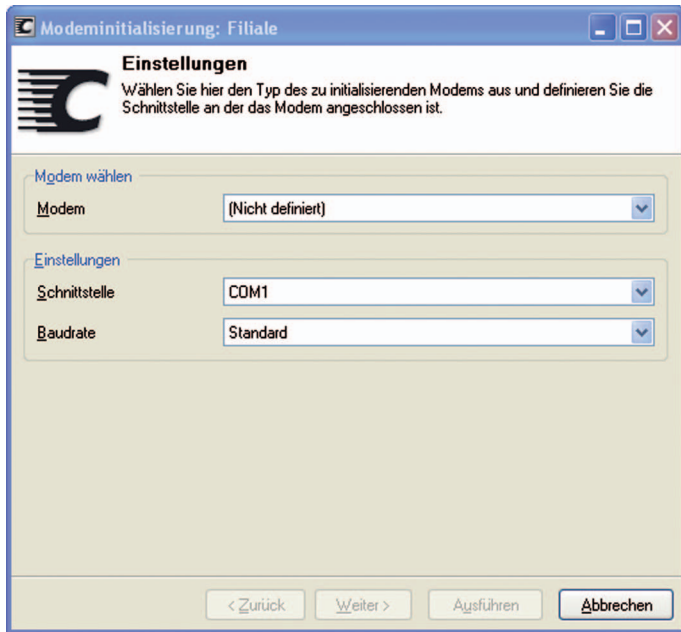 Modeminitialisierung: Filiale
Einstellungen
Wählen Sie hier den Typ des zu initialisierenden Modems aus und definieren Sie die
Schnittstelle an der das Modem angeschlossen ist.
Modem wählen
Modem (Nicht definiert)
Einstellungen
Schnittstelle COM1
Baudrate Standard
< Zurück Weiter > Ausführen Abbrechen